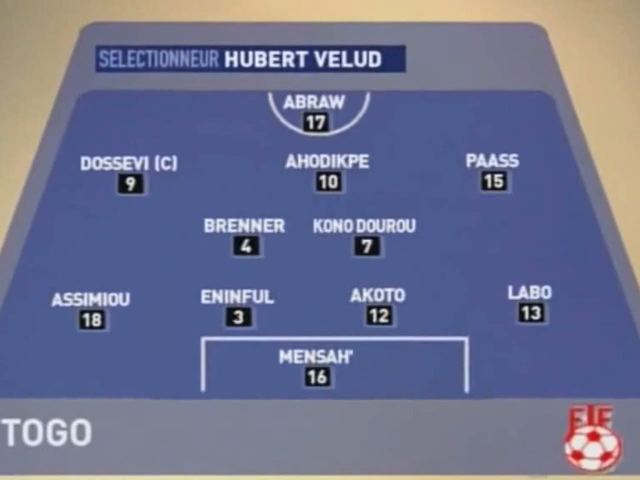 SELECTIONNEUR HUBERT VELUD
ABRAW
17
DOSSEVI (C) AHODIKPE PAASS
9 10 15
BRENNER KONO DOUROU
4 7
ASSIMIOU ENINFUL AKOTO LABO
18 3 12 13
MENSAH'
16
TOGO
FTF